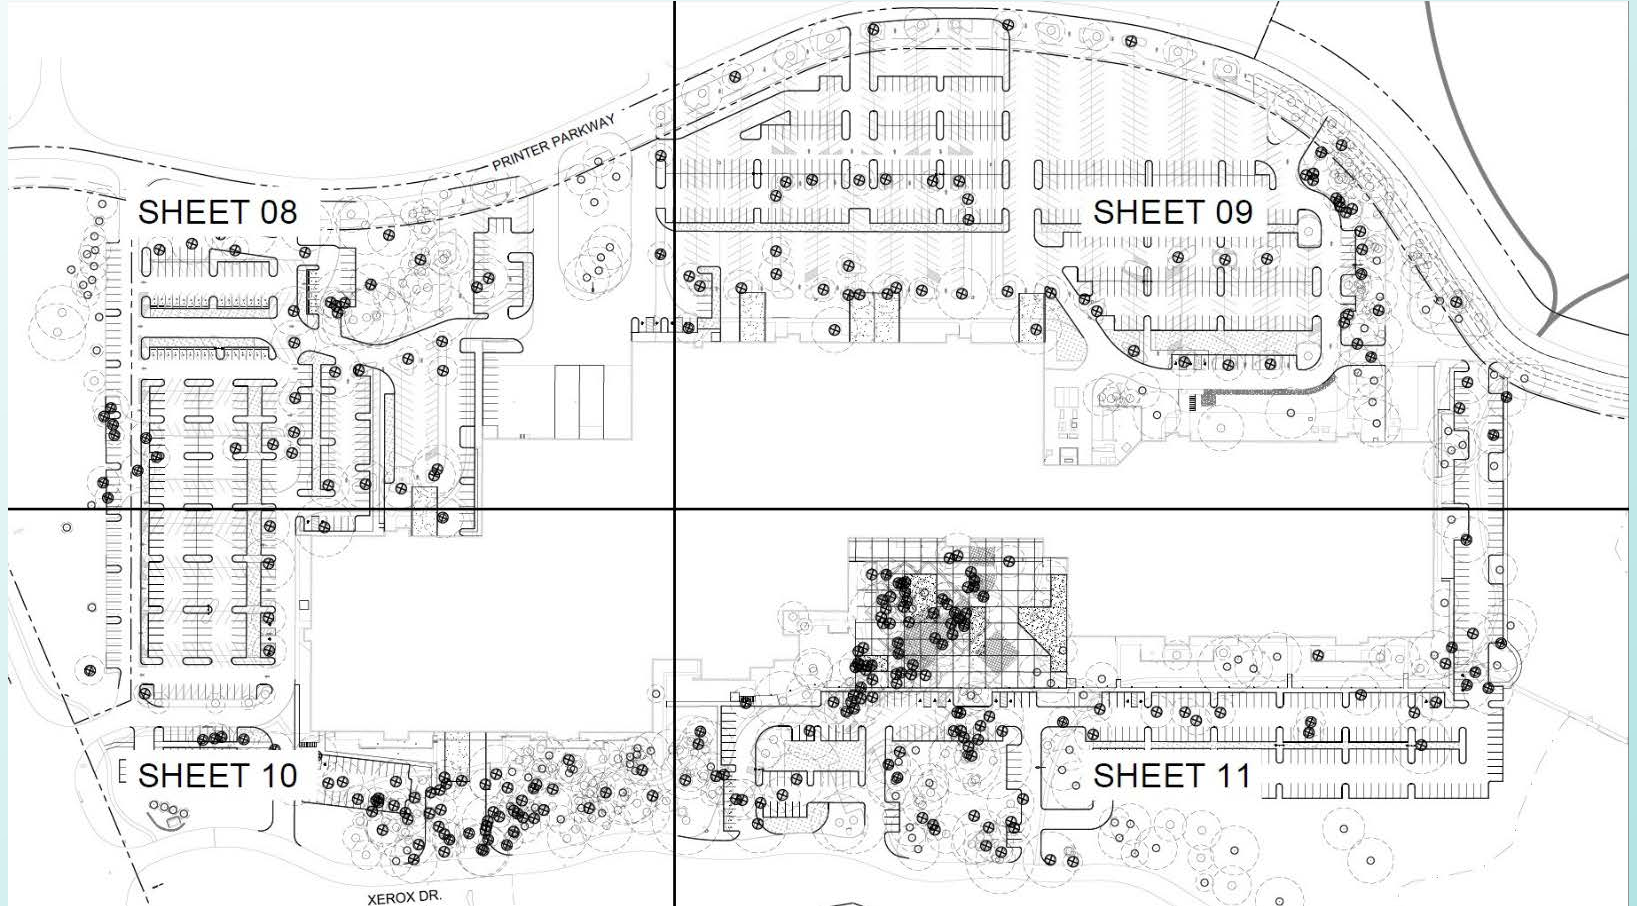 PRINTER PARKWAY
SHEET 08
SHEET 09
SHEET 10
SHEET 11
XEROX DR.